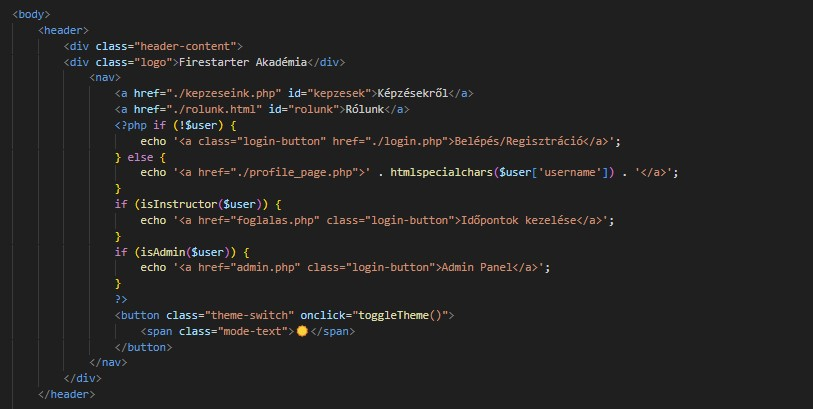 <body>
<header>
<div class="header-content">
<div class="logo">Firestarter Akadémia</div>
<nav>
<a href="./kepzeseink.php" id="kepzesek">Képzésekről</a>
<a href="./rolunk.html" id="rolunk">Rólunk</a>
<?php if (!$user) {
echo '<a class="login-button" href="./login.php">Belépés/Regisztráció</a>';
} else {
echo '<a href="./profile_page.php">' . htmlspecialchars($user['username']) . '</a>';
}
if (isInstructor($user)) {
echo '<a href="foglalas.php" class="login-button">Időpontok kezelése</a>';
}
if (isAdmin($user)) {
echo '<a href="admin.php" class="login-button">Admin Panel</a>';
}
?>
<button class="theme-switch" onclick="toggleTheme()">
<span class="mode-text">🌞</span>
</button>
</nav>
</div>
</header>